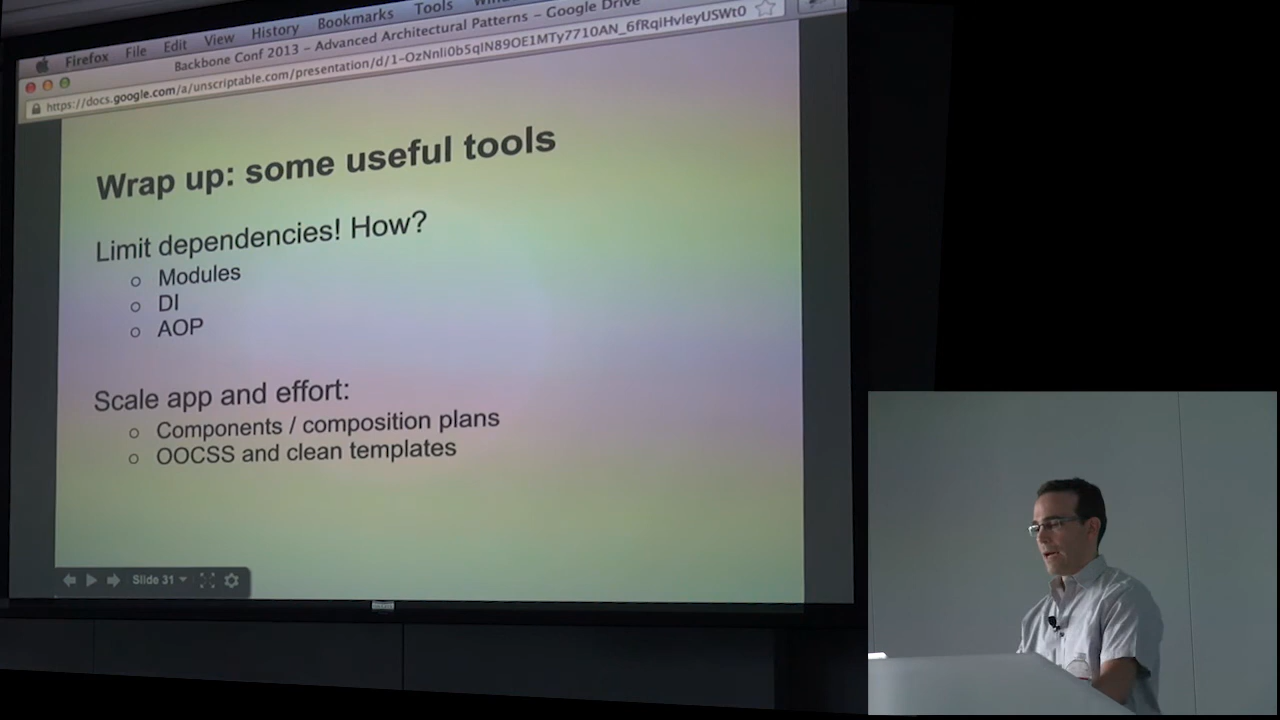 Firefox File Edit View History Bookmarks Tools
Backbone Conf 2013 – Advanced Architectural Patterns – Google Drive
https://docs.google.com/a/unscriptable.com/presentation/d/
Wrap up: some useful tools
Limit dependencies! How?
Modules
DI
AOP
Scale app and effort:
Components / composition plans
OOCSS and clean templates
Slide 31